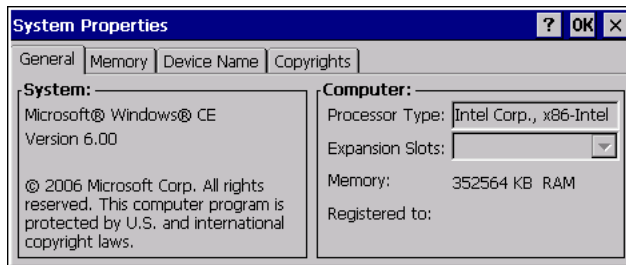 System Properties ? OK ×
General Memory Device Name Copyrights
System:
Microsoft® Windows® CE
Version 6.00
© 2006 Microsoft Corp. All rights
reserved. This computer program is
protected by U.S. and international
copyright laws.
Computer:
Processor Type: Intel Corp., x86-Intel
Expansion Slots:
Memory: 352564 KB RAM
Registered to: